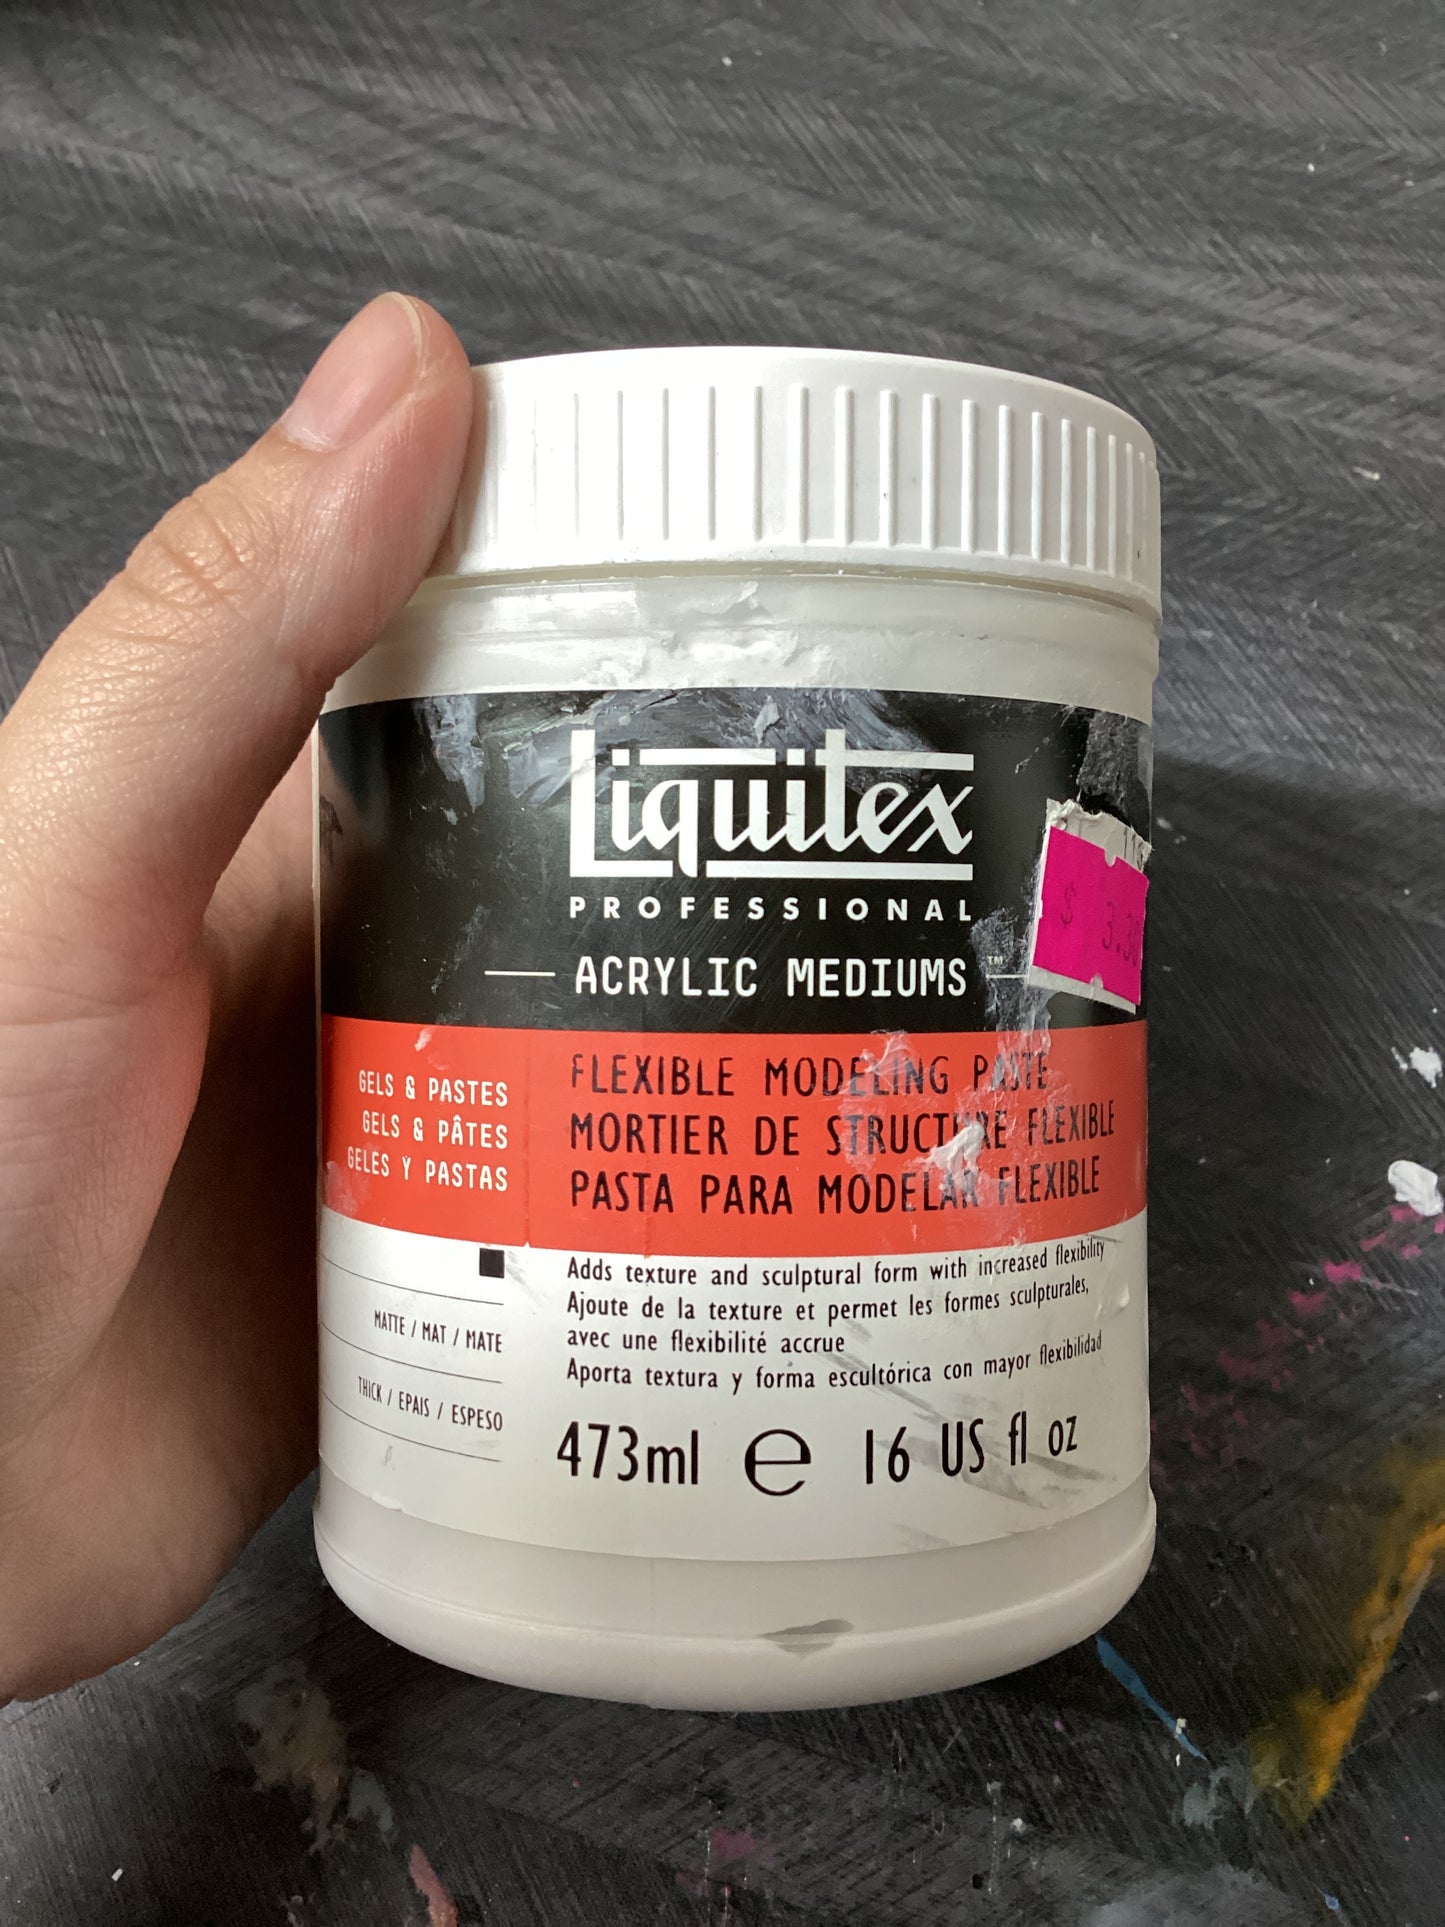 Liquitex
PROFESSIONAL
ACRYLIC MEDIUMS™
GELS & PASTES
GELS & PÂTES
GELES Y PASTAS
FLEXIBLE MODELING PASTE
MORTIER DE STRUCTURE FLEXIBLE
PASTA PARA MODELAR FLEXIBLE
MATTE / MAT / MATE
THICK / EPAIS / ESPESO
Adds texture and sculptural form with increased flexibility
Ajoute de la texture et permet les formes sculpturales,
avec une flexibilité accrue
Aporta textura y forma escultórica con mayor flexibilidad
473ml ℮ 16 US fl oz